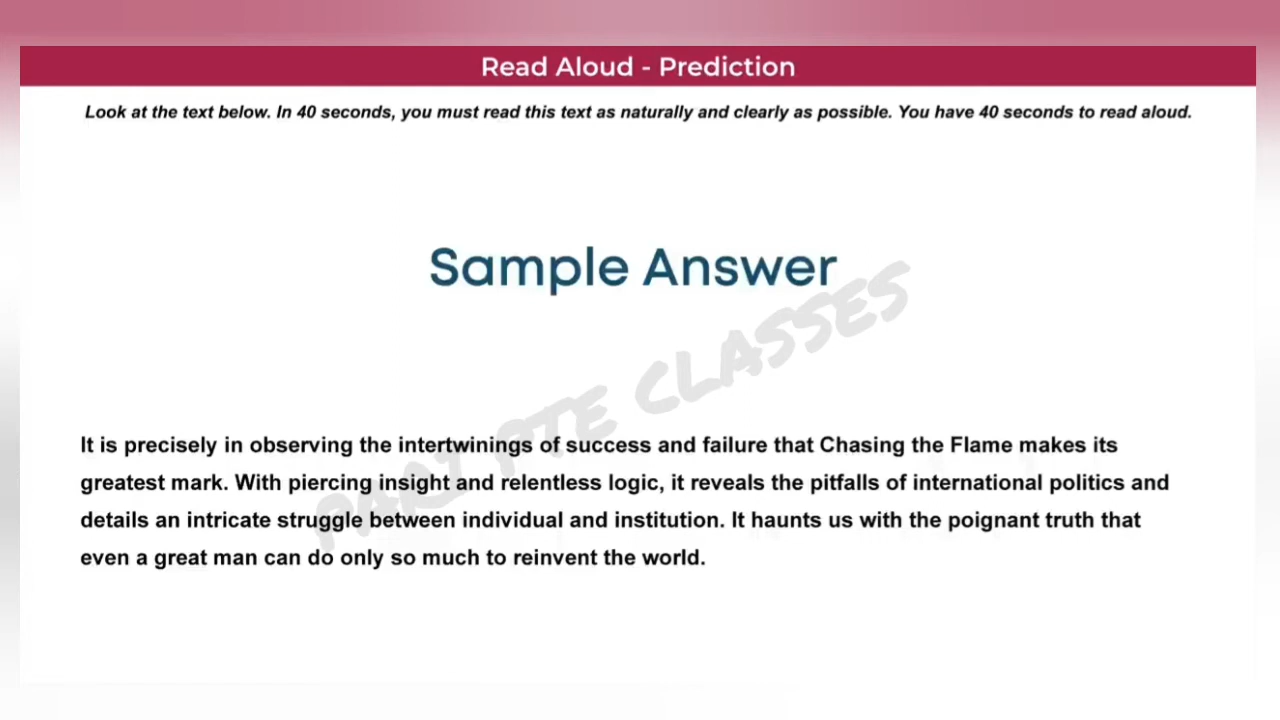 Read Aloud - Prediction
Look at the text below. In 40 seconds, you must read this text as naturally and clearly as possible. You have 40 seconds to read aloud.
Sample Answer
PARI PTE CLASSES
It is precisely in observing the intertwinings of success and failure that Chasing the Flame makes its
greatest mark. With piercing insight and relentless logic, it reveals the pitfalls of international politics and
details an intricate struggle between individual and institution. It haunts us with the poignant truth that
even a great man can do only so much to reinvent the world.